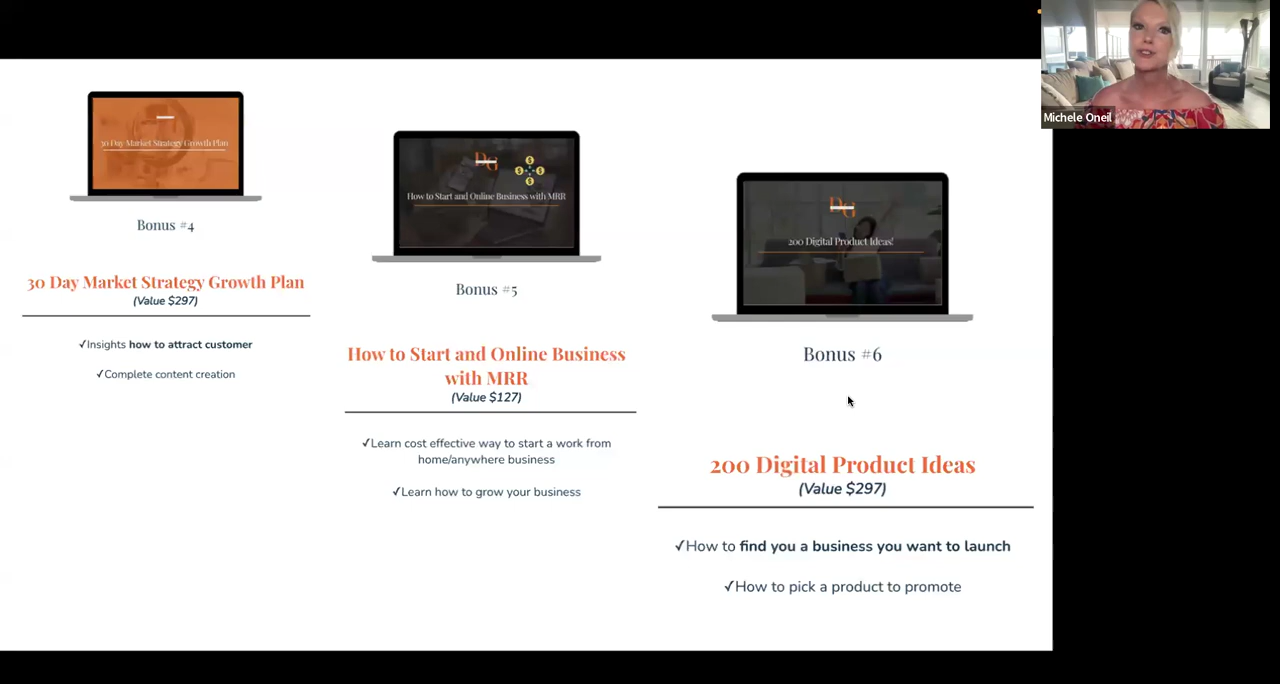 Michele Oneil
30 Day Market Strategy Growth Plan
Bonus #4
30 Day Market Strategy Growth Plan
(Value $297)
✓Insights how to attract customer
✓Complete content creation
DG
How to Start and Online Business with MRR
Bonus #5
How to Start and Online Business
with MRR
(Value $127)
✓Learn cost effective way to start a work from
home/anywhere business
✓Learn how to grow your business
DG
200 Digital Product Ideas!
Bonus #6
200 Digital Product Ideas
(Value $297)
✓How to find you a business you want to launch
✓How to pick a product to promote